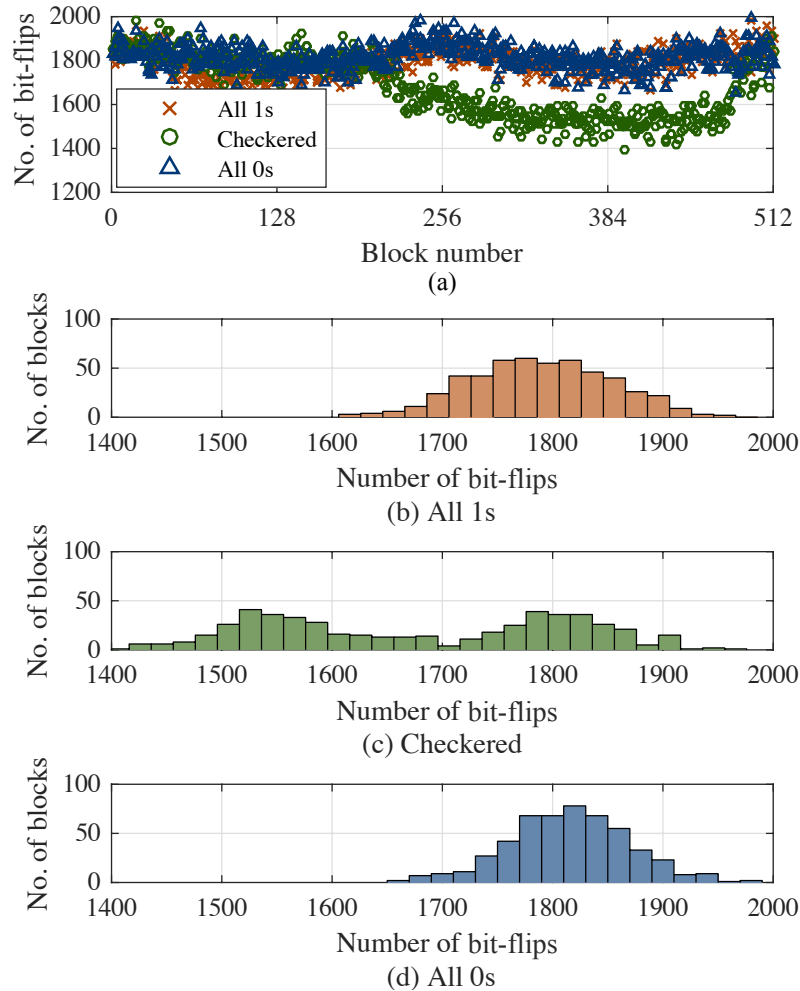 No. of bit-flips
2000
1800
1600
1400
1200
All 1s
Checkered
All 0s
0 128 256 384 512
Block number
(a)
No. of blocks
100
50
0
1400 1500 1600 1700 1800 1900 2000
Number of bit-flips
(b) All 1s
No. of blocks
100
50
0
1400 1500 1600 1700 1800 1900 2000
Number of bit-flips
(c) Checkered
No. of blocks
100
50
0
1400 1500 1600 1700 1800 1900 2000
Number of bit-flips
(d) All 0s